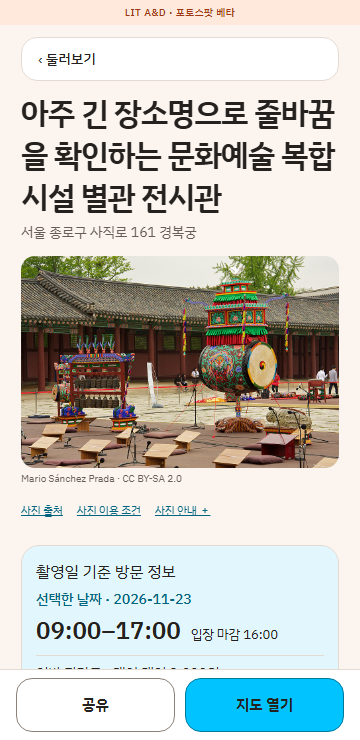 LIT A&D · 포토스팟 베타
‹ 둘러보기
아주 긴 장소명으로 줄바꿈
을 확인하는 문화예술 복합
시설 별관 전시관
서울 종로구 사직로 161 경복궁
Mario Sánchez Prada · CC BY-SA 2.0
사진 출처 사진 이용 조건 사진 안내 +
촬영일 기준 방문 정보
선택한 날짜 · 2026-11-23
09:00–17:00 입장 마감 16:00
공유 지도 열기